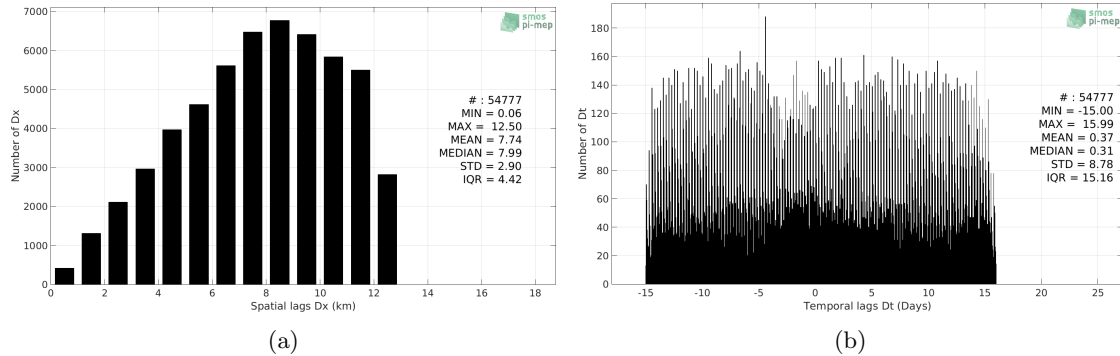 7000
6000
5000
4000
3000
2000
1000
0
Number of Dx
0 2 4 6 8 10 12 14 16 18
Spatial lags Dx (km)
smos
pi-mep
# : 54777
MIN = 0.06
MAX = 12.50
MEAN = 7.74
MEDIAN = 7.99
STD = 2.90
IQR = 4.42
(a)
180
160
140
120
100
80
60
40
20
0
Number of Dt
-15 -10 -5 0 5 10 15 20 25
Temporal lags Dt (Days)
smos
pi-mep
# : 54777
MIN = -15.00
MAX = 15.99
MEAN = 0.37
MEDIAN = 0.31
STD = 8.78
IQR = 15.16
(b)